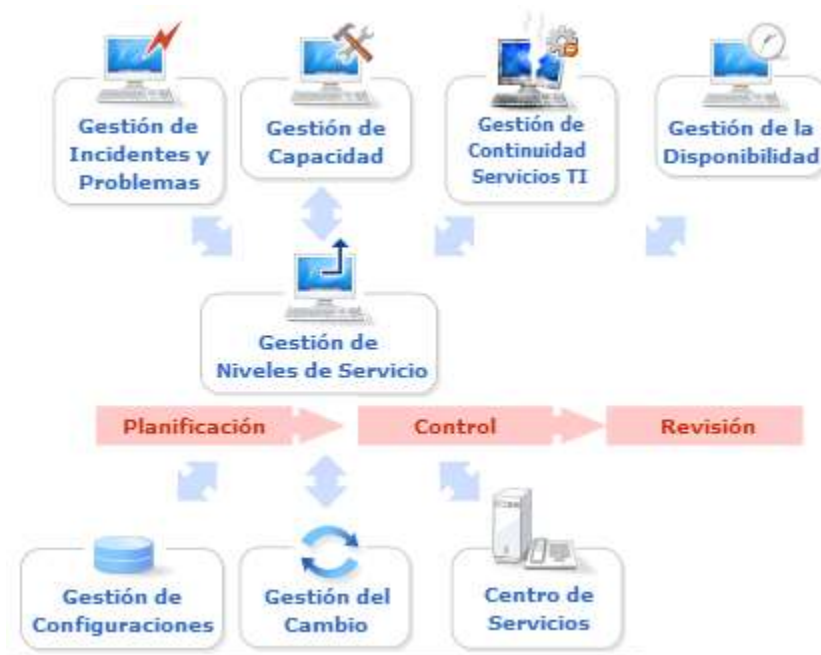 Gestión de
Incidentes y
Problemas
Gestión de
Capacidad
Gestión de
Continuidad
Servicios TI
Gestión de la
Disponibilidad
Gestión de
Niveles de Servicio
Planificación
Control
Revisión
Gestión de
Configuraciones
Gestión del
Cambio
Centro de
Servicios